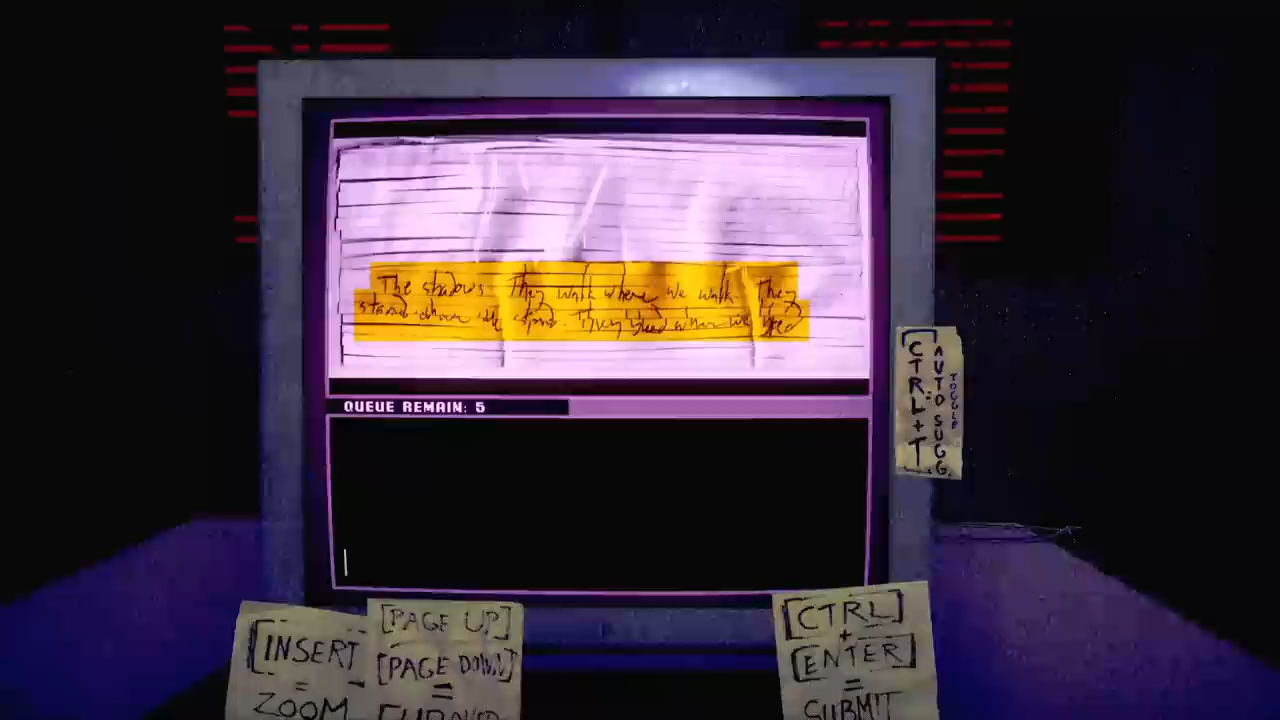 The shadows. They walk where we walk. They
stand where we stand. They bleed where we bleed
QUEUE REMAIN: 5
[CTRL+T]
AUTO SUGG.
TOGGLE
[INSERT]
=
ZOOM
[PAGE UP]
[PAGE DOWN]
=
[CTRL]
+
[ENTER]
=
SUBMIT